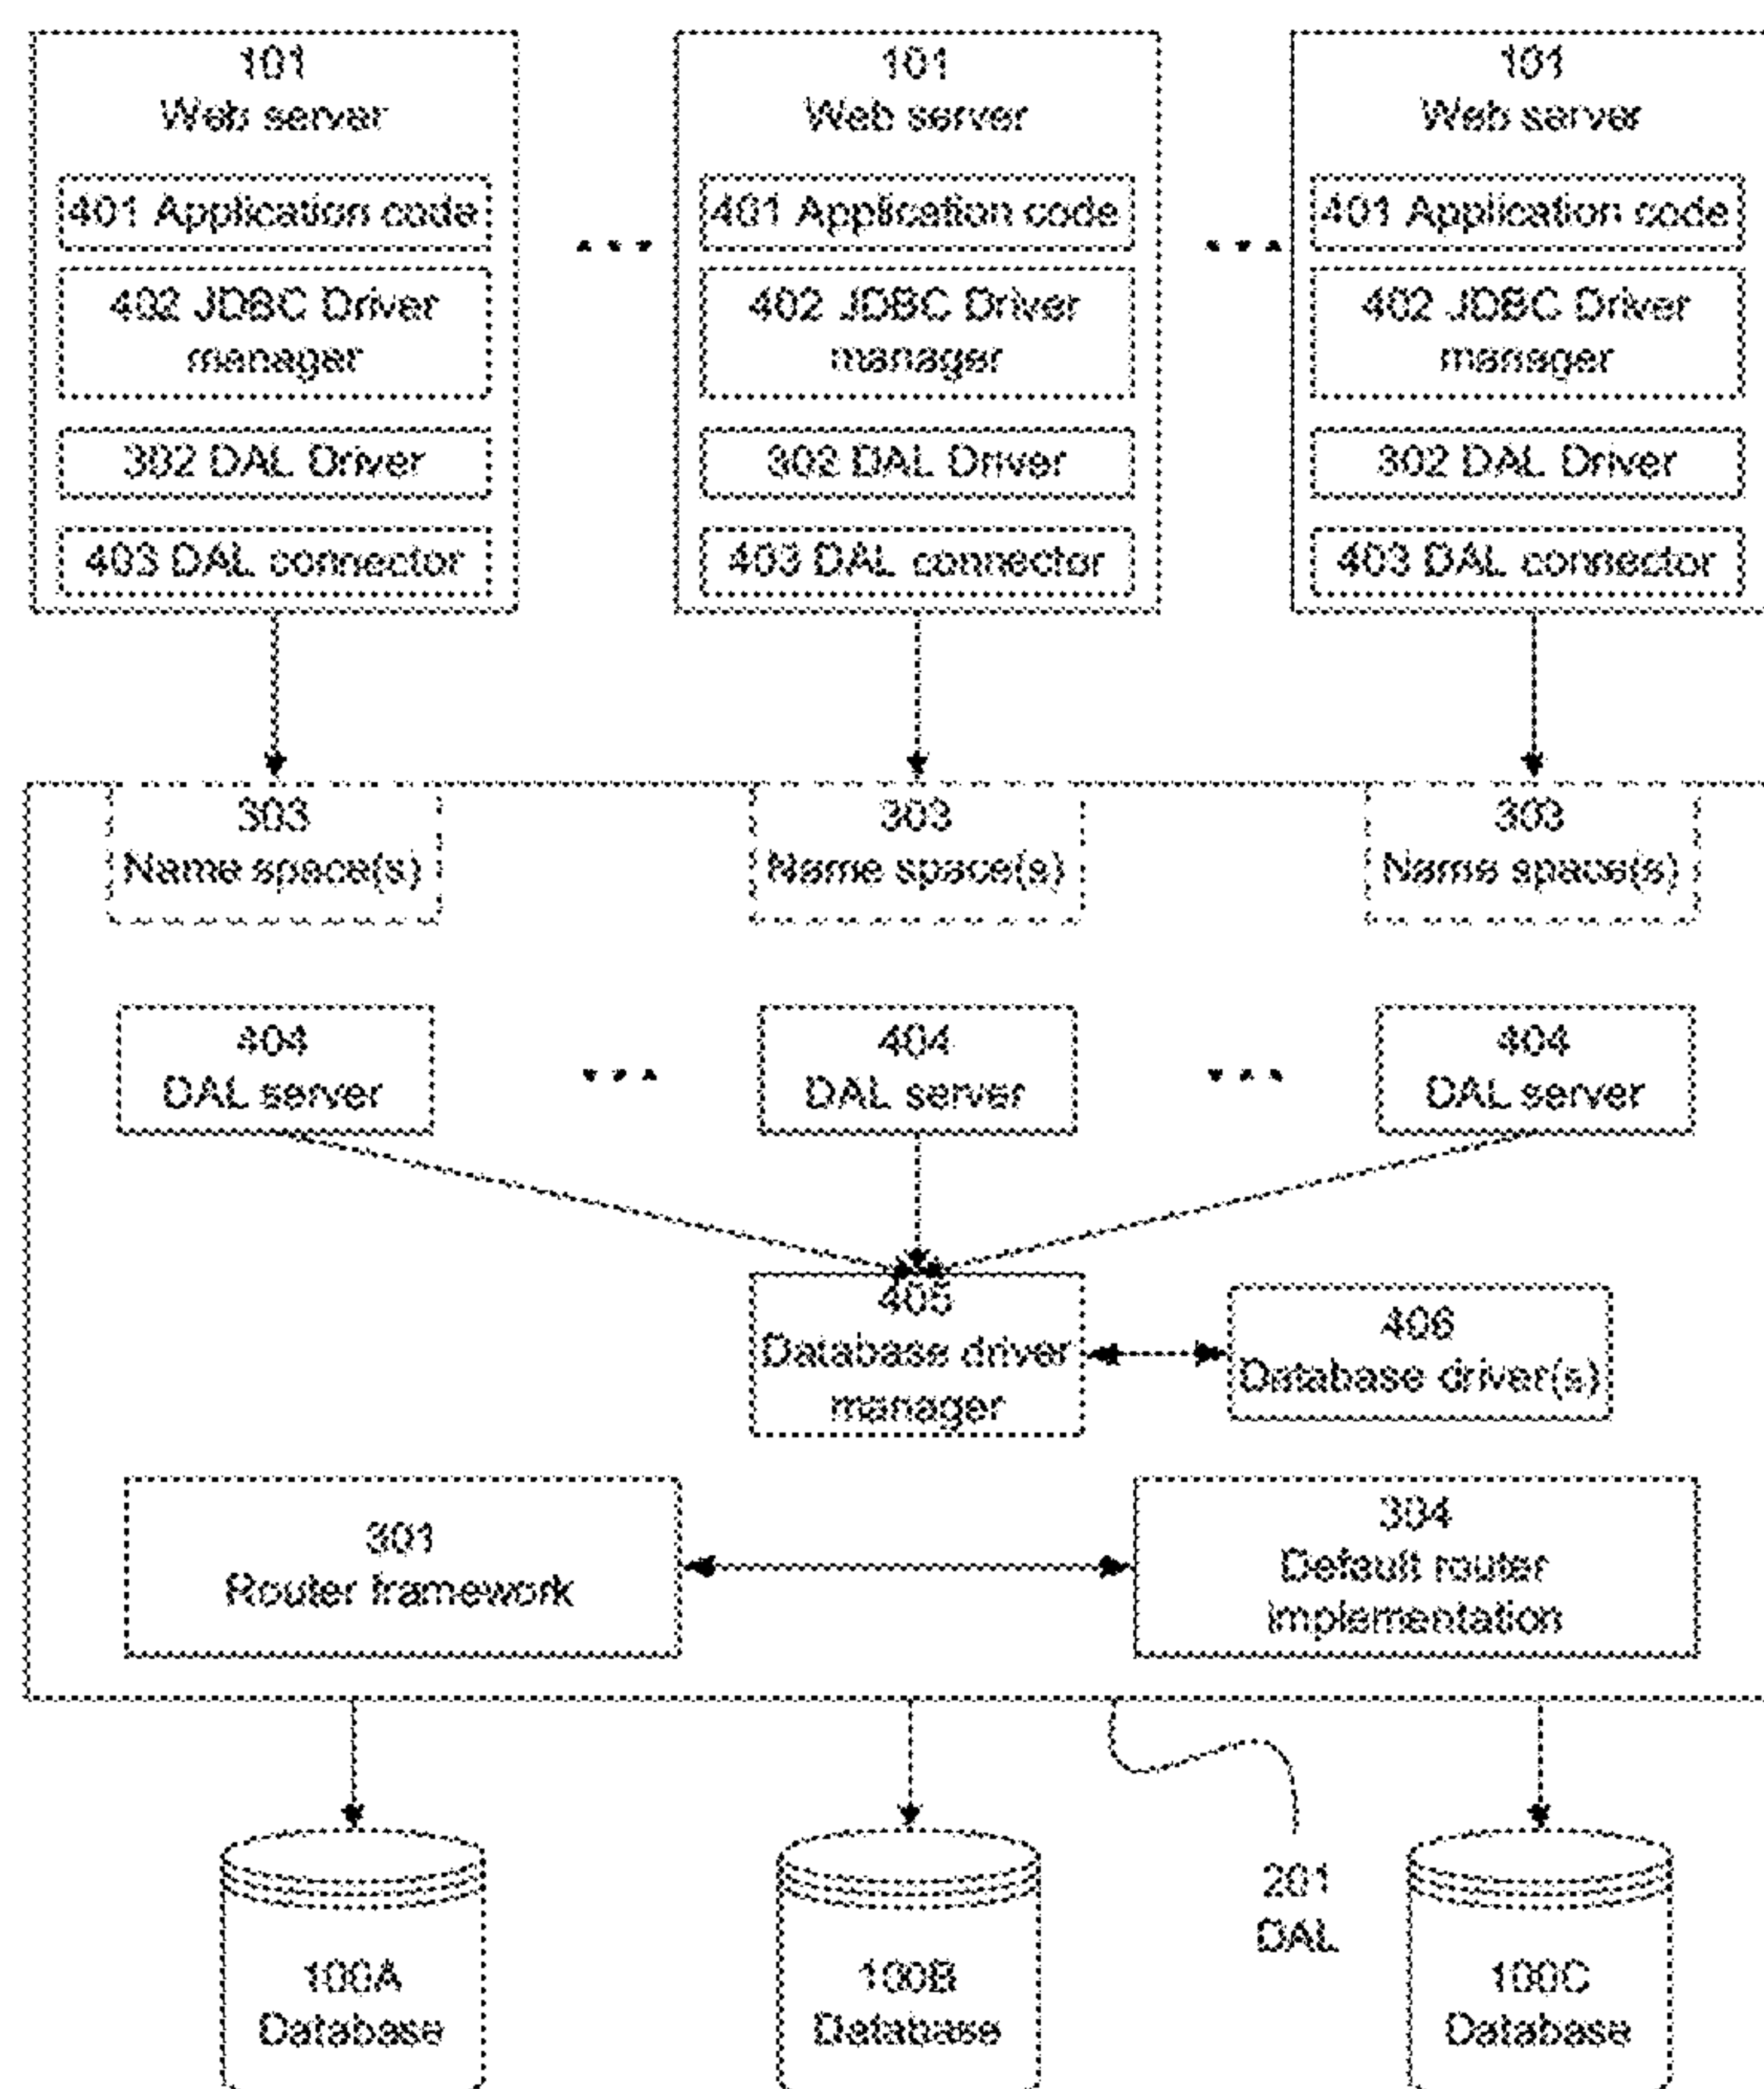 101
Web server
401 Application code
402 JDBC Driver
manager
302 DAL Driver
403 DAL connector
...
101
Web server
401 Application code
402 JDBC Driver
manager
302 DAL Driver
403 DAL connector
...
101
Web server
401 Application code
402 JDBC Driver
manager
302 DAL Driver
403 DAL connector
303
Name space(s)
303
Name space(s)
303
Name space(s)
404
DAL server
...
404
DAL server
...
404
DAL server
405
Database driver
manager
406
Database driver(s)
301
Router framework
304
Default router
implementation
201
DAL
100A
Database
100B
Database
100C
Database